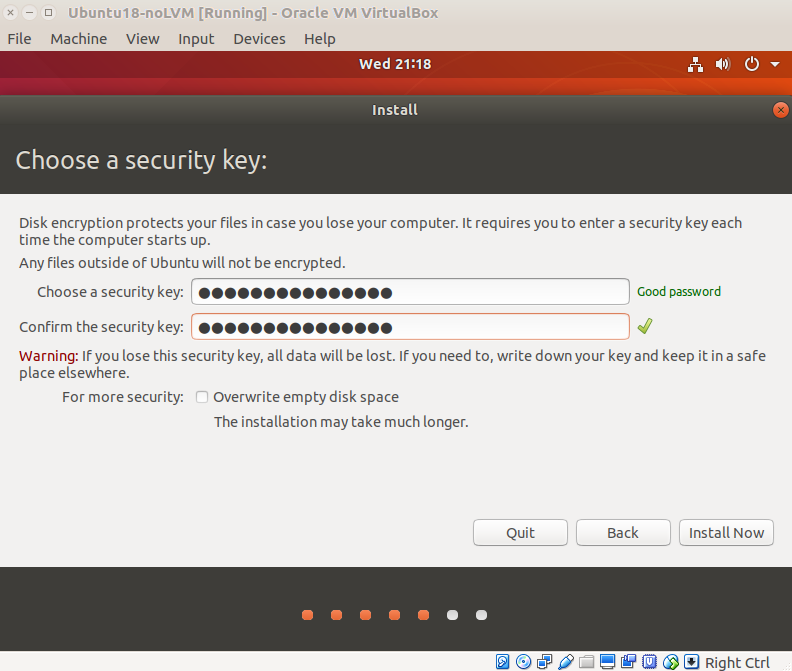 Ubuntu18-noLVM [Running] - Oracle VM VirtualBox
File Machine View Input Devices Help
Wed 21:18
Install
Choose a security key:
Disk encryption protects your files in case you lose your computer. It requires you to enter a security key each
time the computer starts up.
Any files outside of Ubuntu will not be encrypted.
Choose a security key: ●●●●●●●●●●●●●●● Good password
Confirm the security key: ●●●●●●●●●●●●●●●
Warning: If you lose this security key, all data will be lost. If you need to, write down your key and keep it in a safe
place elsewhere.
For more security: Overwrite empty disk space
The installation may take much longer.
Quit Back Install Now
Right Ctrl